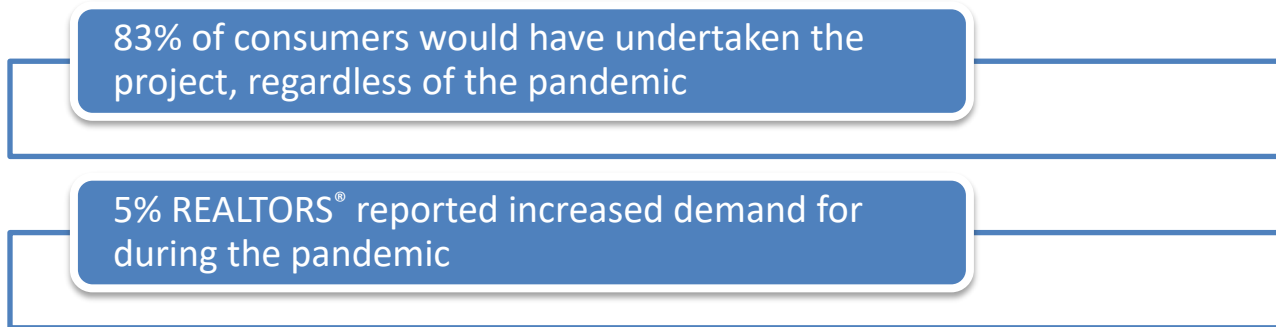 83% of consumers would have undertaken the
project, regardless of the pandemic
5% REALTORS® reported increased demand for
during the pandemic